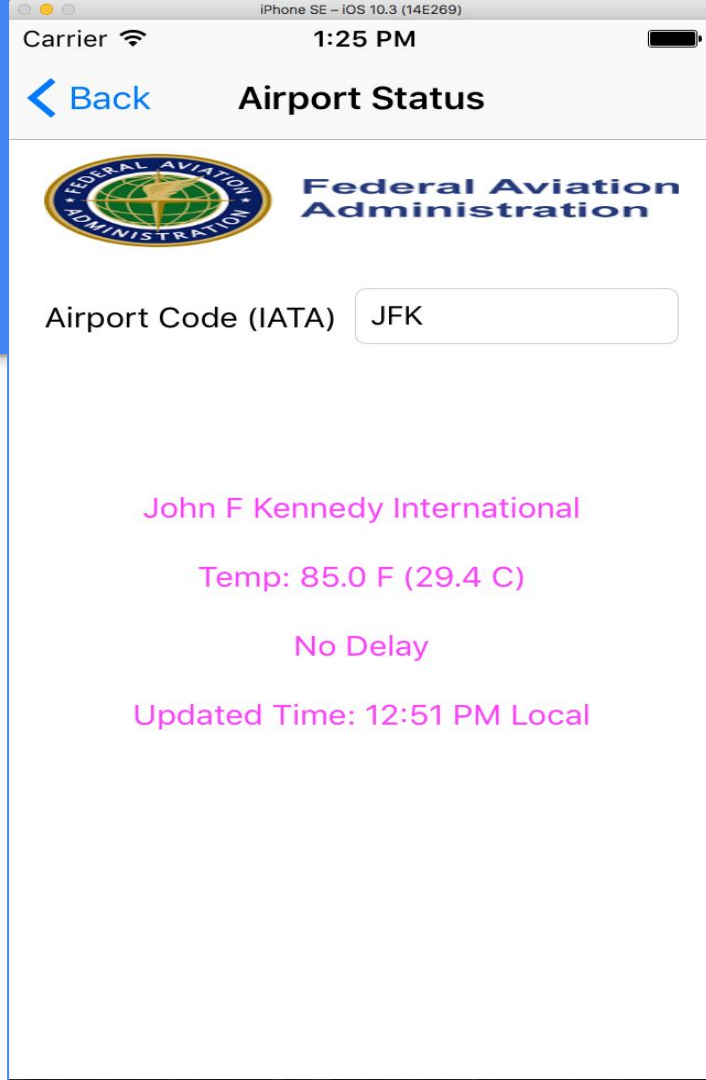 iPhone SE – iOS 10.3 (14E269)
Carrier 1:25 PM
Back Airport Status
FEDERAL AVIATION
ADMINISTRATION
Federal Aviation
Administration
Airport Code (IATA) JFK
John F Kennedy International
Temp: 85.0 F (29.4 C)
No Delay
Updated Time: 12:51 PM Local